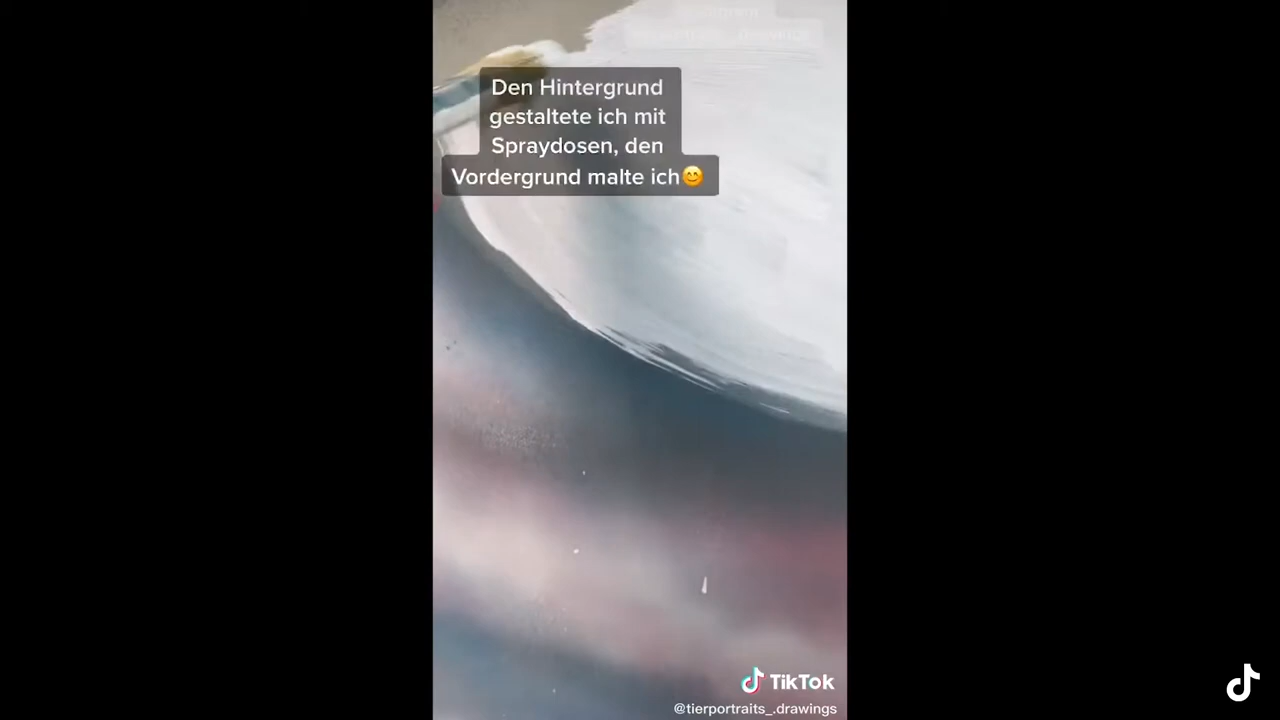 Den Hintergrund
gestaltete ich mit
Spraydosen, den
Vordergrund malte ich😊
TikTok
@tierportraits_.drawings